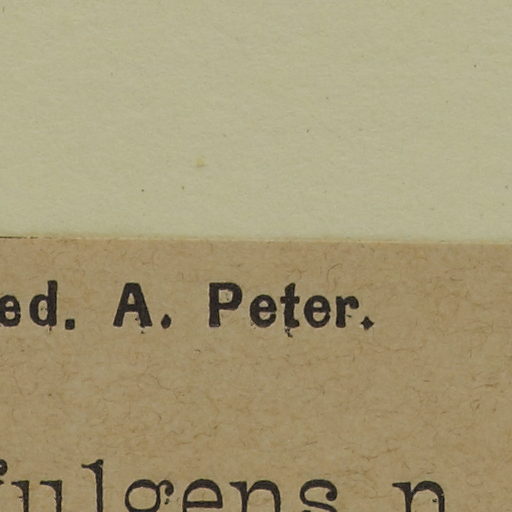 ed. A. Peter.
fulgens n